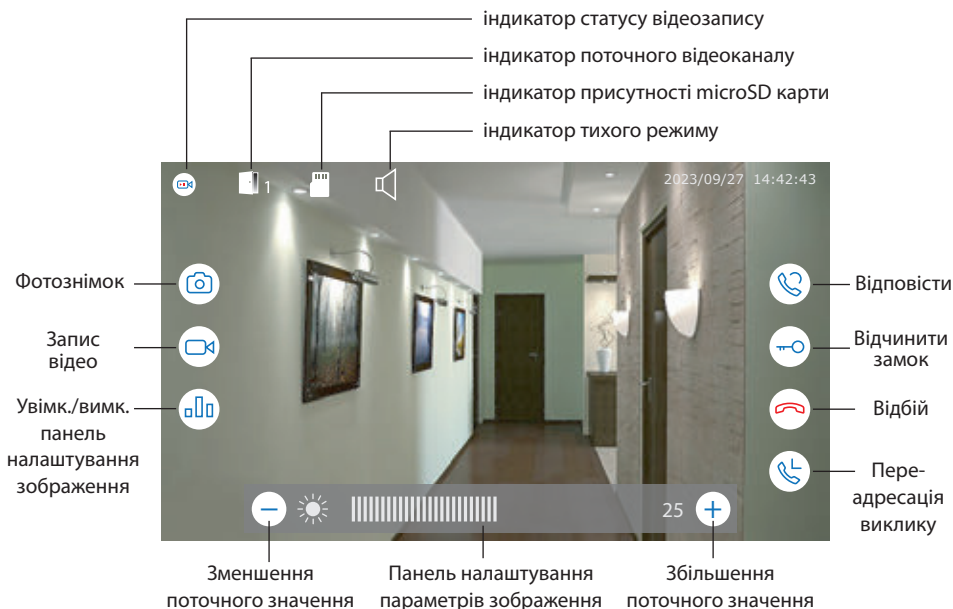 індикатор статусу відеозапису
індикатор поточного відеоканалу
індикатор присутності microSD карти
індикатор тихого режиму
1
2023/09/27 14:42:43
Фотознімок
Запис
відео
Увімк./вимк.
панель
налаштування
зображення
Відповісти
Відчинити
замок
Відбій
Пере-
адресація
виклику
25
Зменшення
поточного значення
Панель налаштування
параметрів зображення
Збільшення
поточного значення